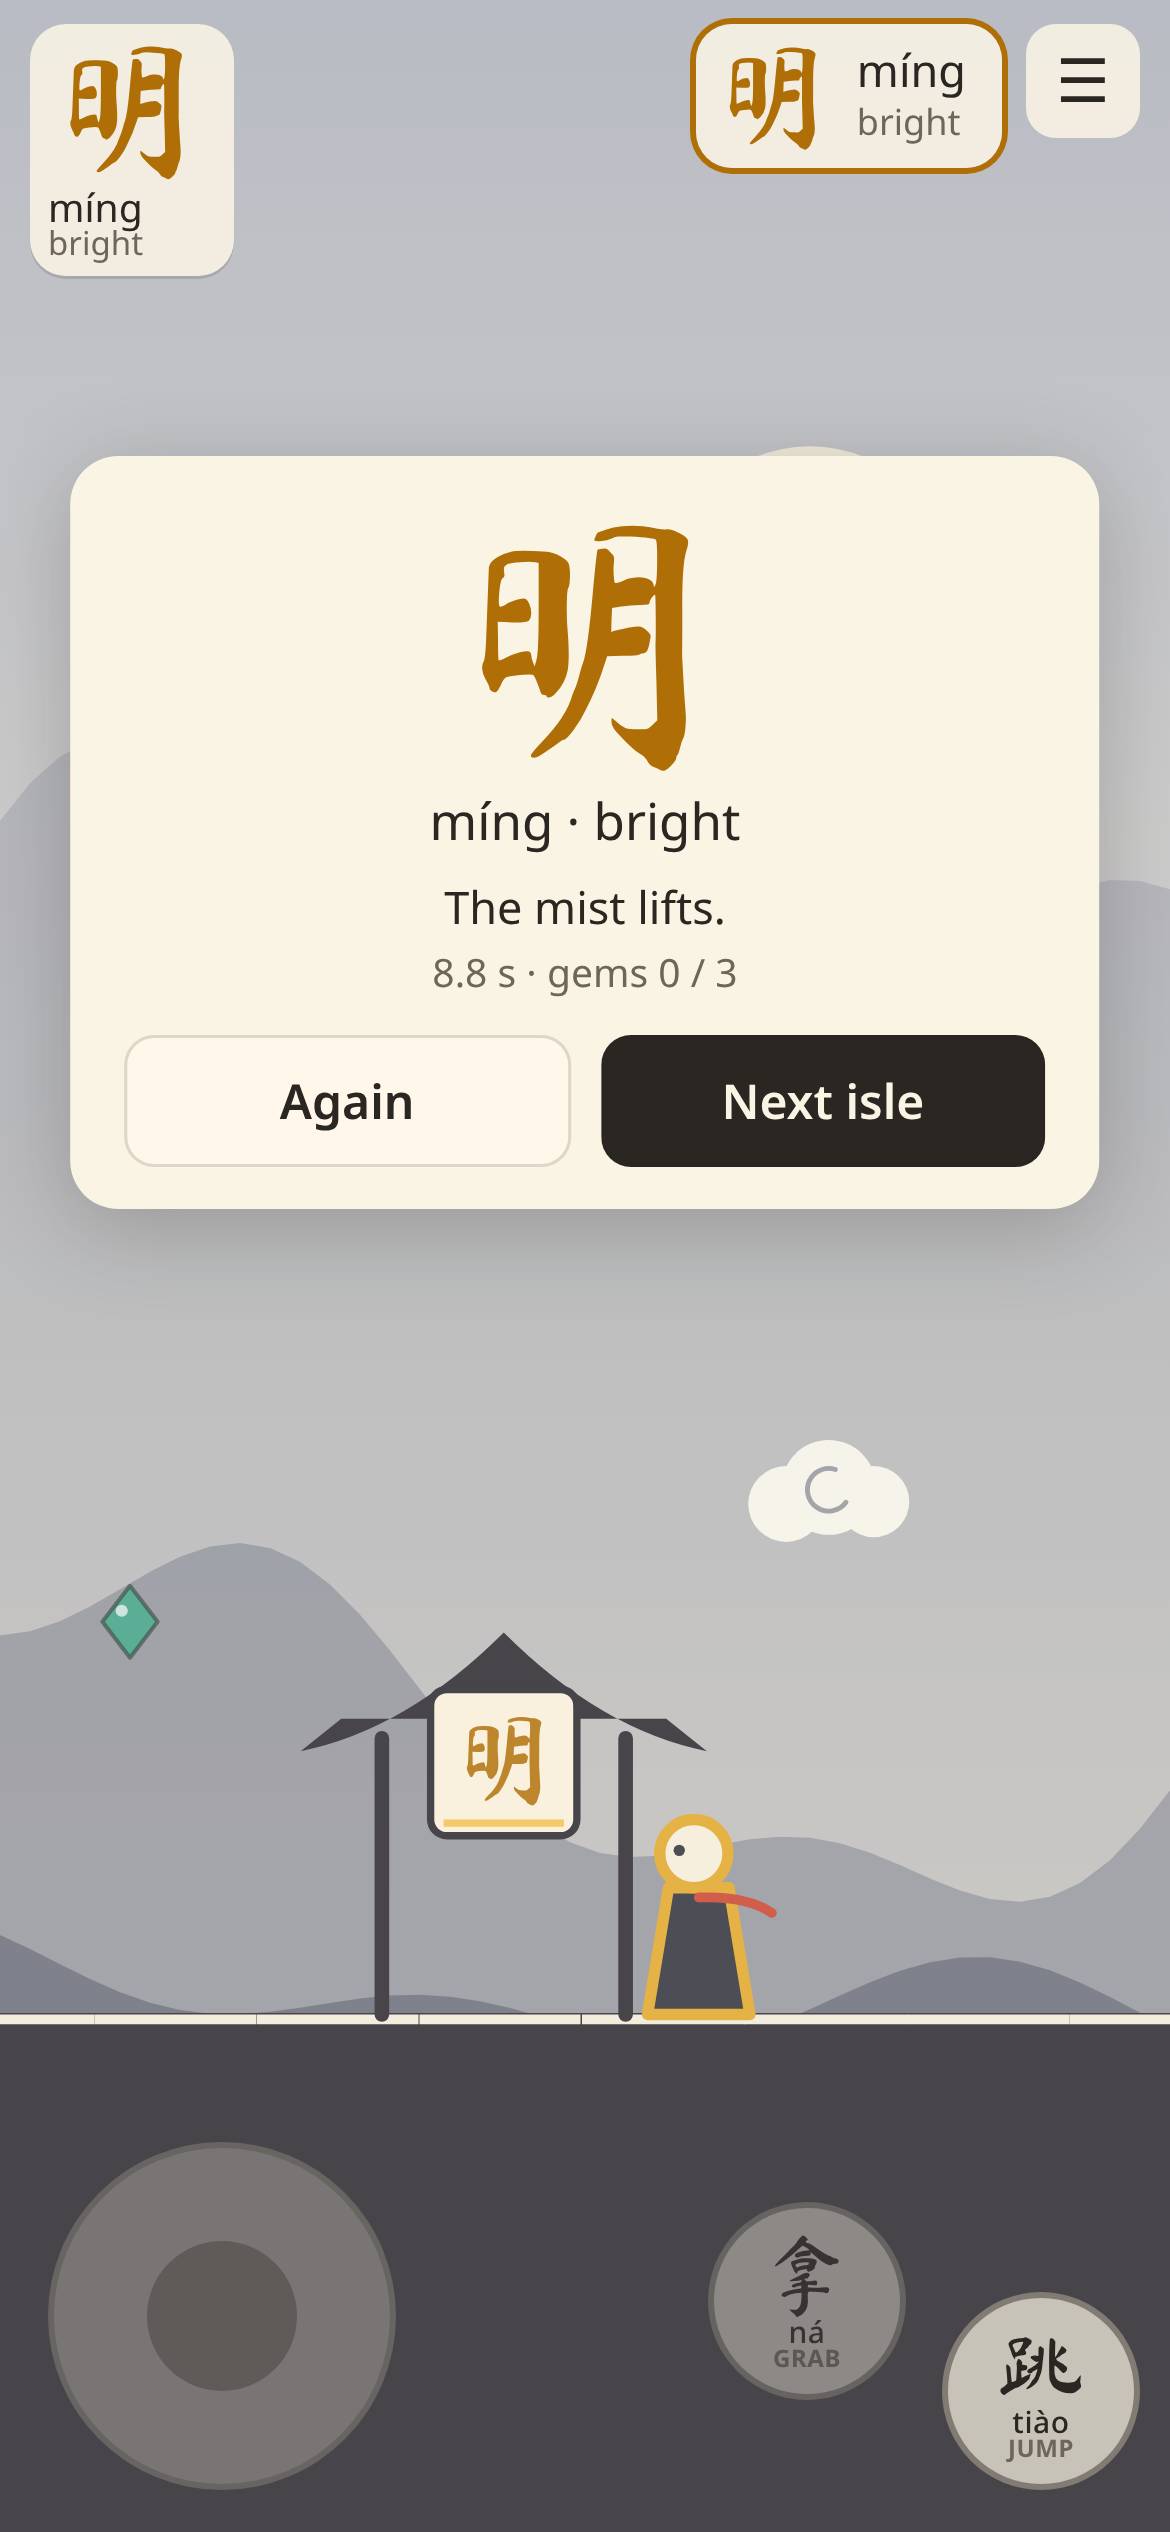 明
míng
bright
明
míng
bright
明
míng · bright
The mist lifts.
8.8 s · gems 0 / 3
Again
Next isle
明
拿
ná
GRAB
跳
tiào
JUMP